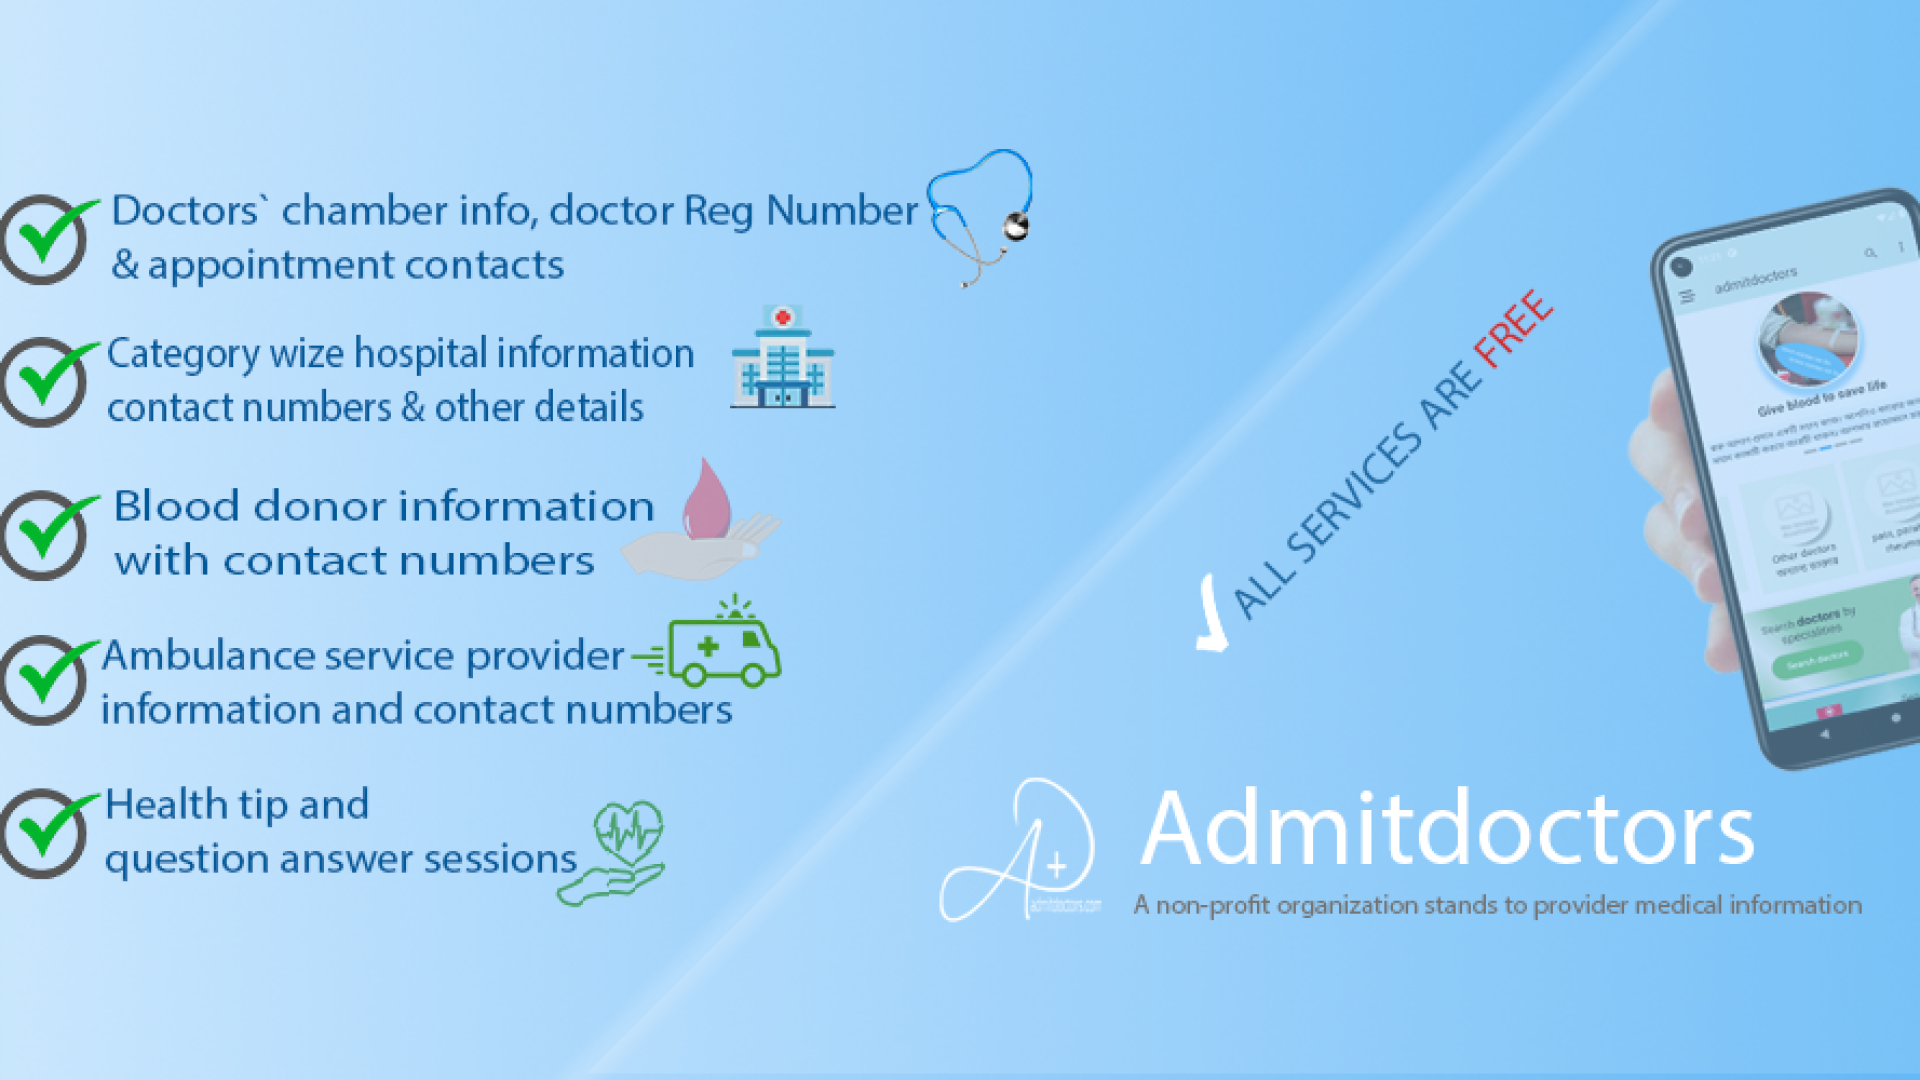 Doctors` chamber info, doctor Reg Number
& appointment contacts
Category wize hospital information
contact numbers & other details
Blood donor information
with contact numbers
Ambulance service provider
information and contact numbers
Health tip and
question answer sessions
ALL SERVICES ARE FREE
admitdoctors
Give blood to save life
Other doctors
অন্যান্য ডাক্তার
Search doctors by
specialities
Search doctors
admitdoctors.com
Admitdoctors
A non-profit organization stands to provider medical information